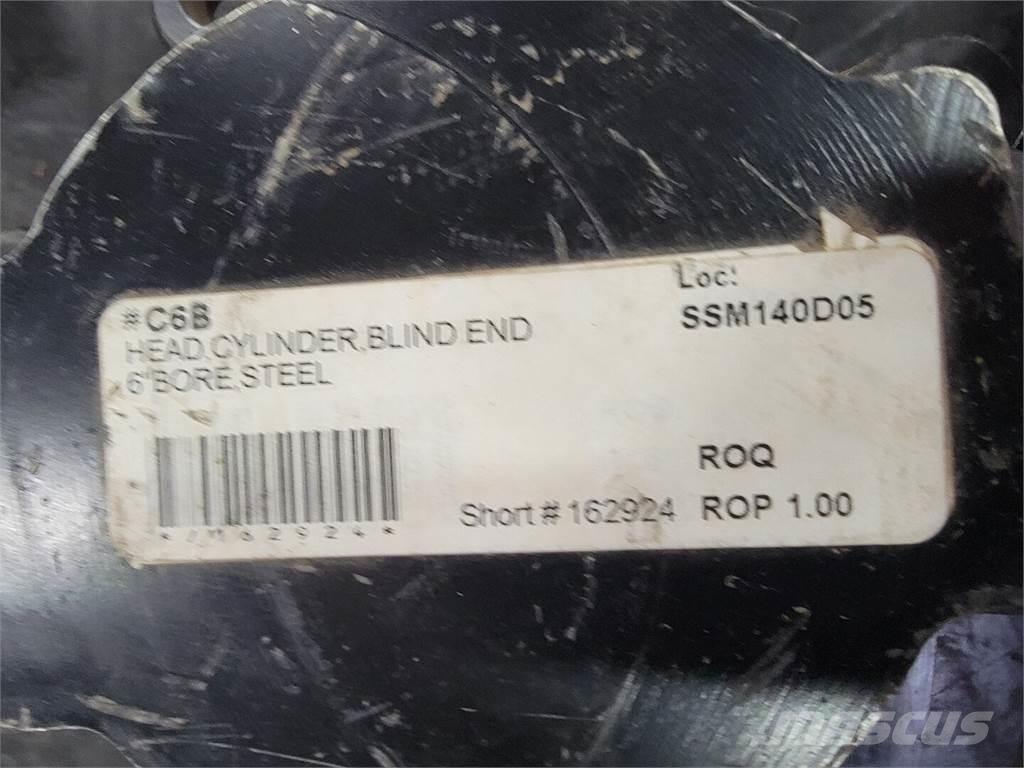 #C6B
HEAD,CYLINDER,BLIND END
6"BORE,STEEL
Loc:
SSM140D05
ROQ
Short # 162924 ROP 1.00
mascus